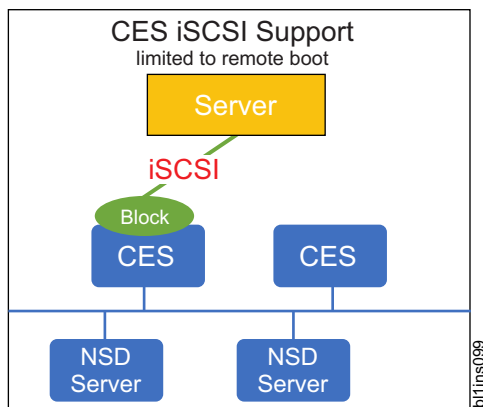 CES iSCSI Support
limited to remote boot
Server
iSCSI
Block
CES
CES
NSD
Server
NSD
Server
bl1ins099